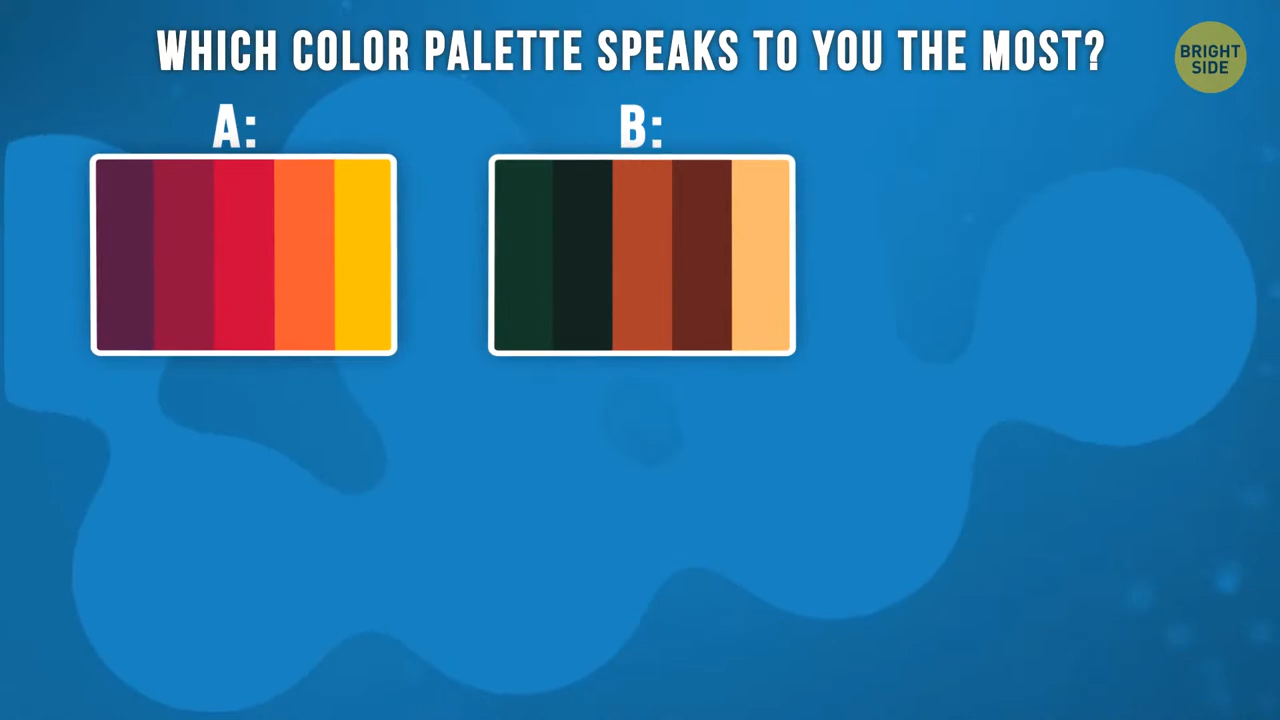 WHICH COLOR PALETTE SPEAKS TO YOU THE MOST?
BRIGHT
SIDE
A:
B: